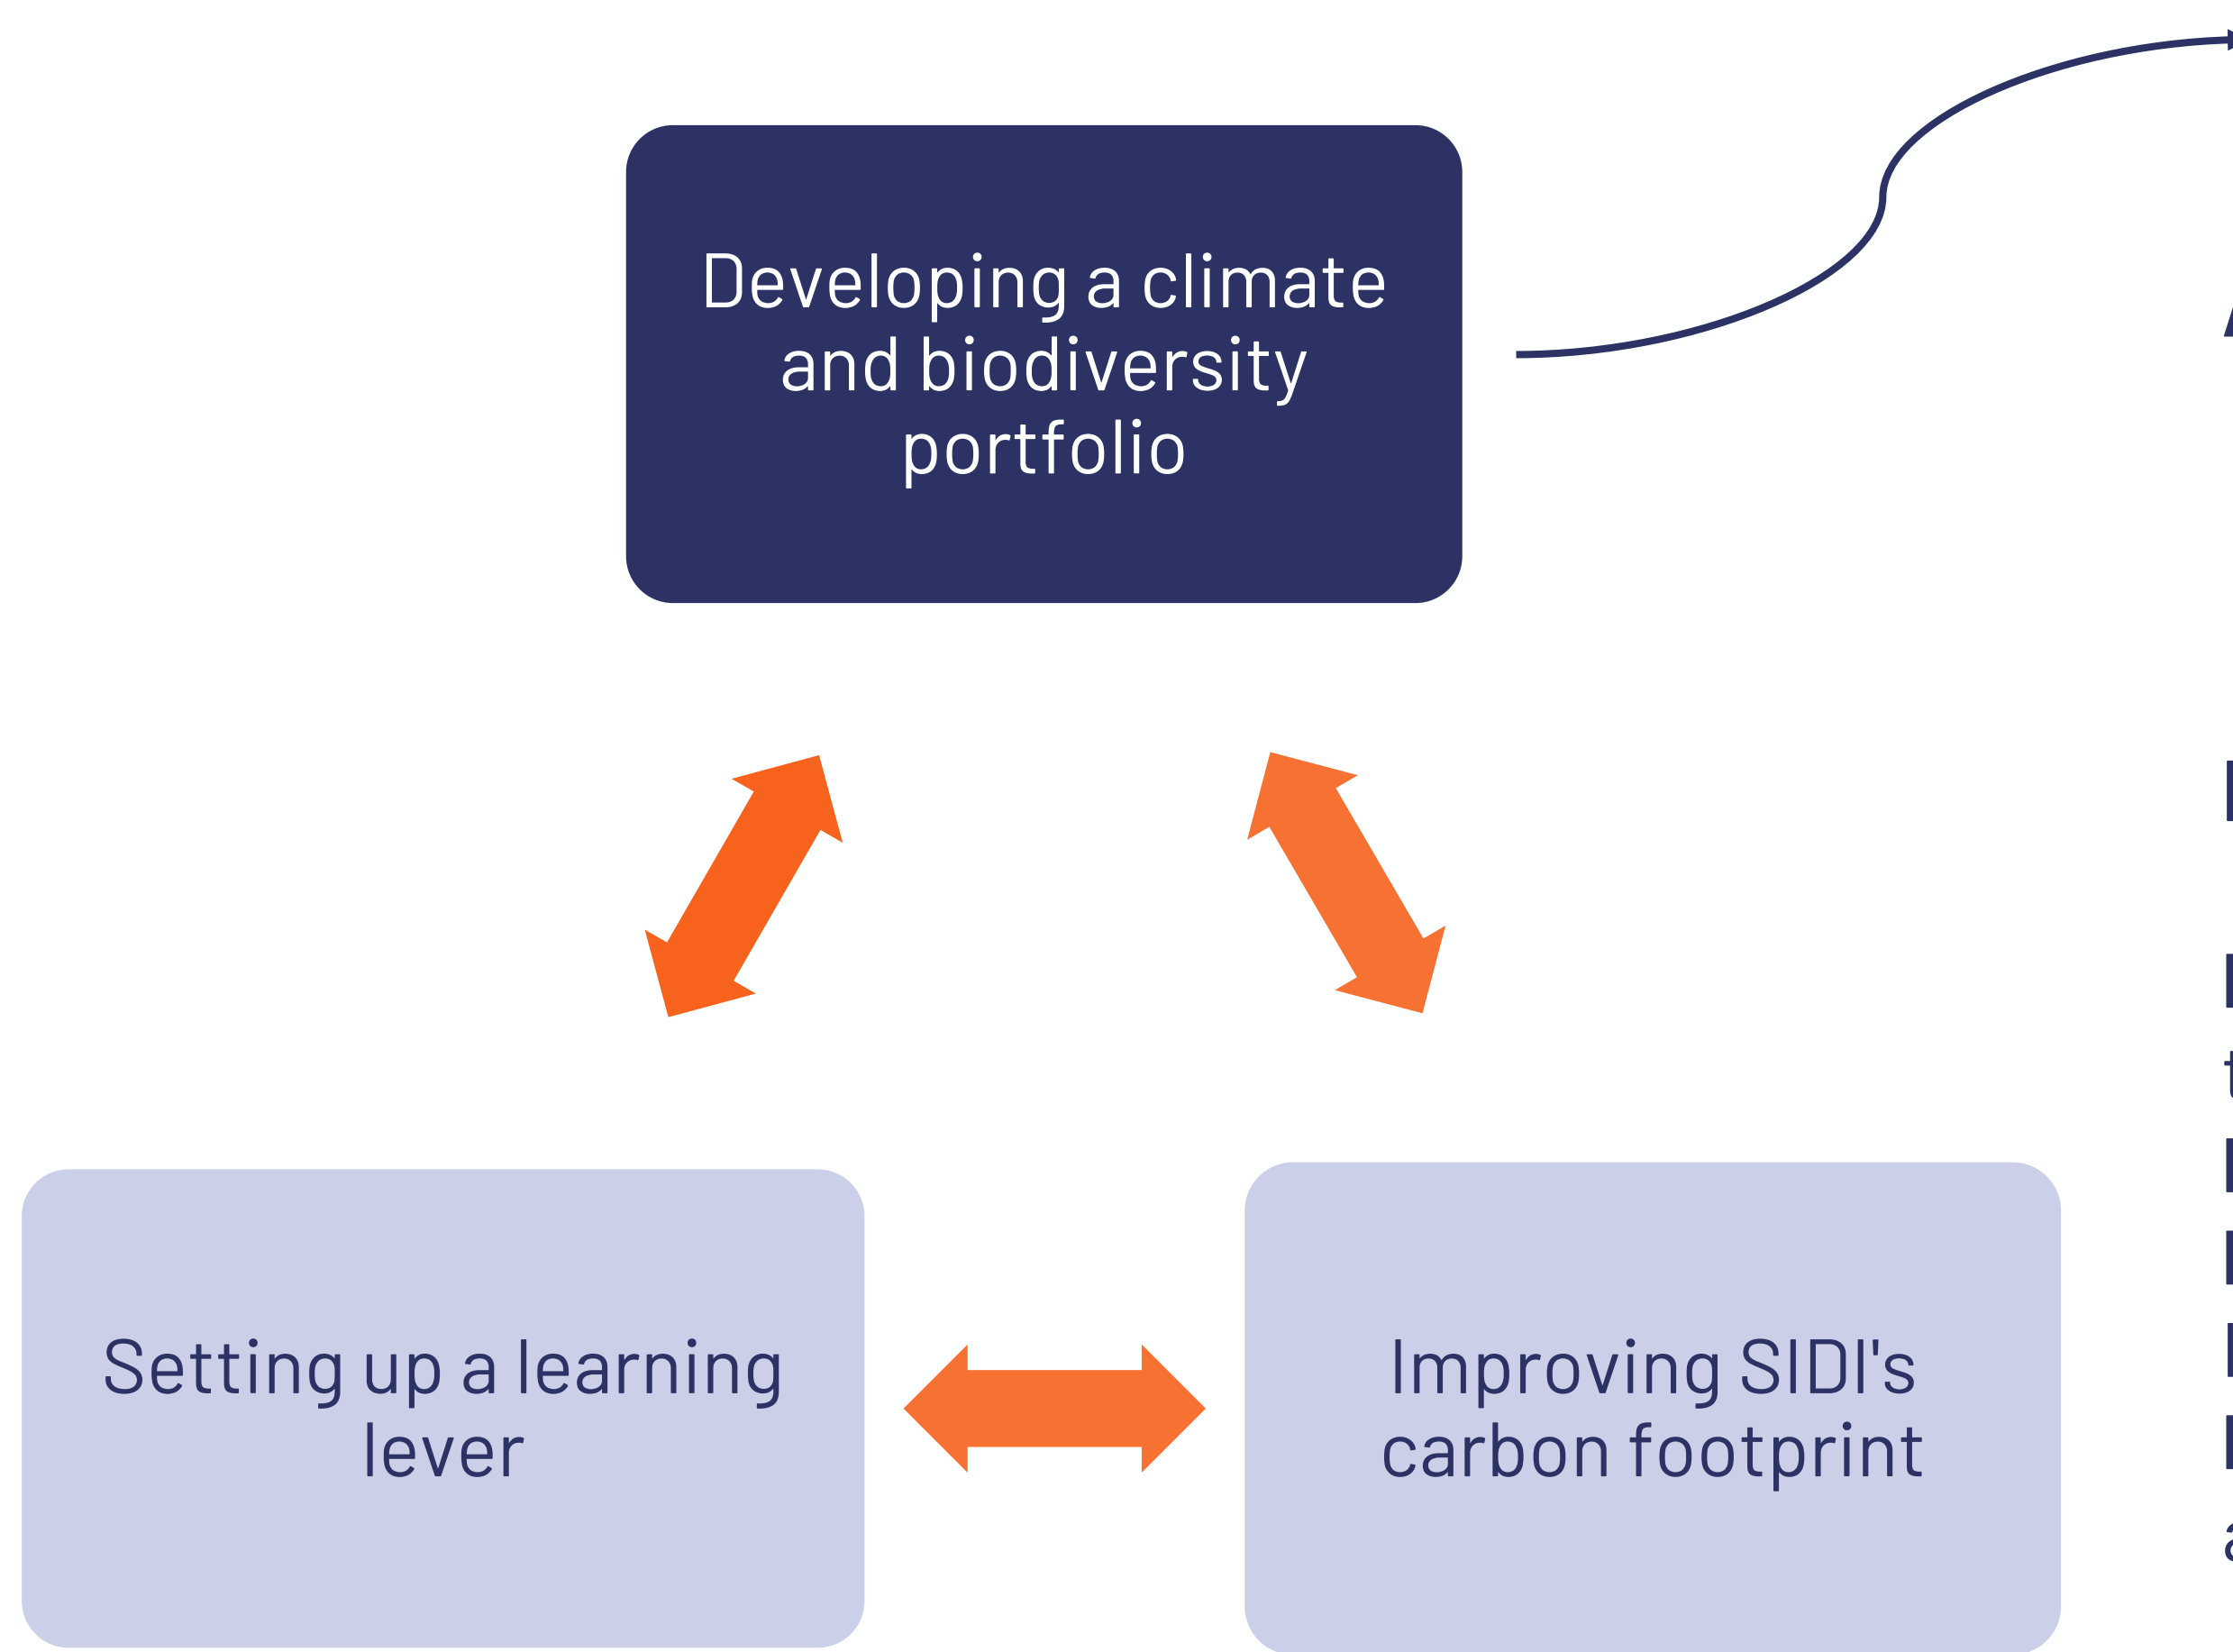 Developing a climate
and biodiversity
portfolio
Setting up a learning
lever
Improving SIDI's
carbon footprint